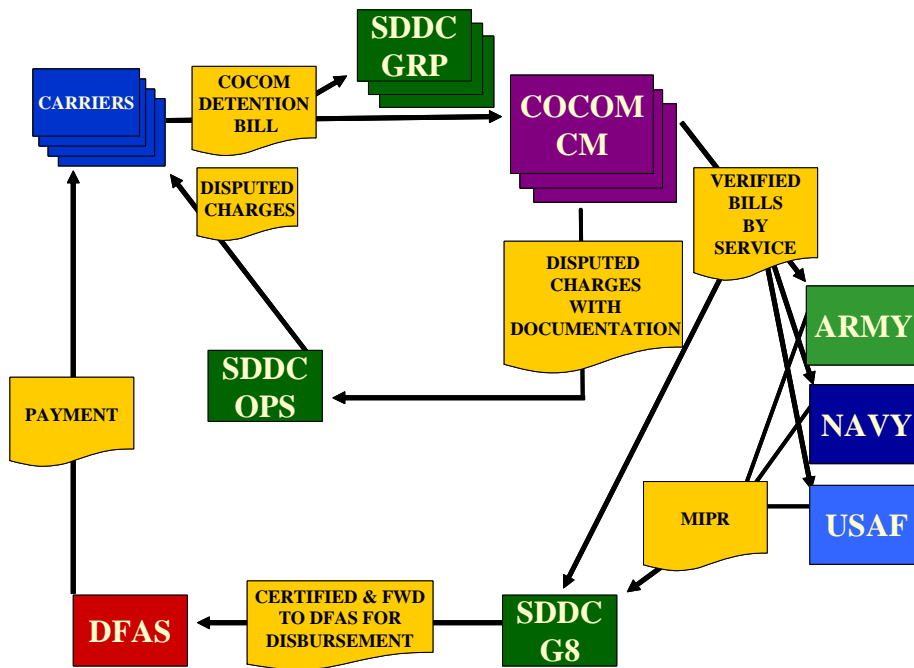 SDDC
GRP
CARRIERS
COCOM
DETENTION
BILL
COCOM
CM
DISPUTED
CHARGES
VERIFIED
BILLS
BY
SERVICE
DISPUTED
CHARGES
WITH
DOCUMENTATION
ARMY
SDDC
OPS
PAYMENT
NAVY
MIPR
USAF
DFAS
CERTIFIED & FWD
TO DFAS FOR
DISBURSEMENT
SDDC
G8